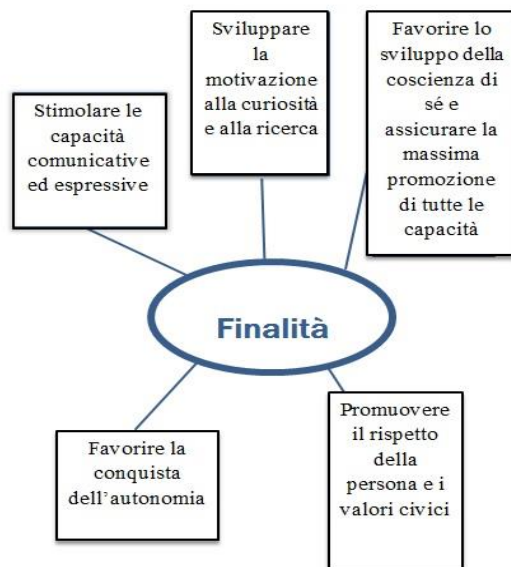 Stimolare le
capacità
comunicative
ed espressive
Sviluppare
la
motivazione
alla curiosità
e alla ricerca
Favorire lo
sviluppo della
coscienza di
sé e
assicurare la
massima
promozione
di tutte le
capacità
Finalità
Favorire la
conquista
dell'autonomia
Promuovere
il rispetto
della
persona e i
valori civici